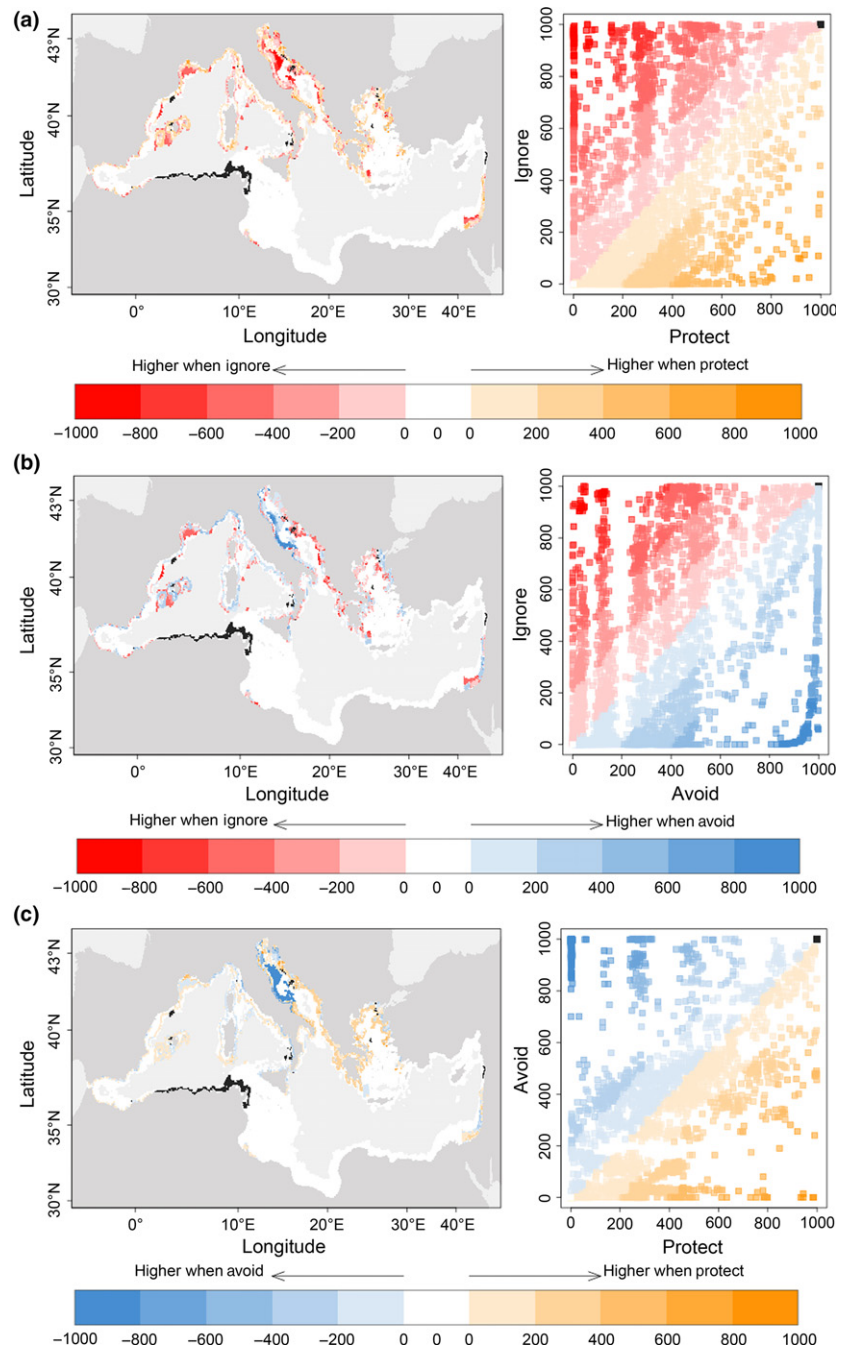 (a)
43°N
40°N
35°N
30°N
Latitude
0°
10°E
20°E
30°E
40°E
Longitude
1000
800
600
400
200
0
Ignore
0
200
400
600
800
1000
Protect
Higher when ignore
Higher when protect
−1000 −800 −600 −400 −200 0 0 0 200 400 600 800 1000
(b)
43°N
40°N
35°N
30°N
Latitude
0°
10°E
20°E
30°E
40°E
Longitude
1000
800
600
400
200
0
Ignore
0
200
400
600
800
1000
Avoid
Higher when ignore
Higher when avoid
−1000 −800 −600 −400 −200 0 0 0 200 400 600 800 1000
(c)
43°N
40°N
35°N
30°N
Latitude
0°
10°E
20°E
30°E
40°E
Longitude
1000
800
600
400
200
0
Avoid
0
200
400
600
800
1000
Protect
Higher when avoid
Higher when protect
−1000 −800 −600 −400 −200 0 0 0 200 400 600 800 1000